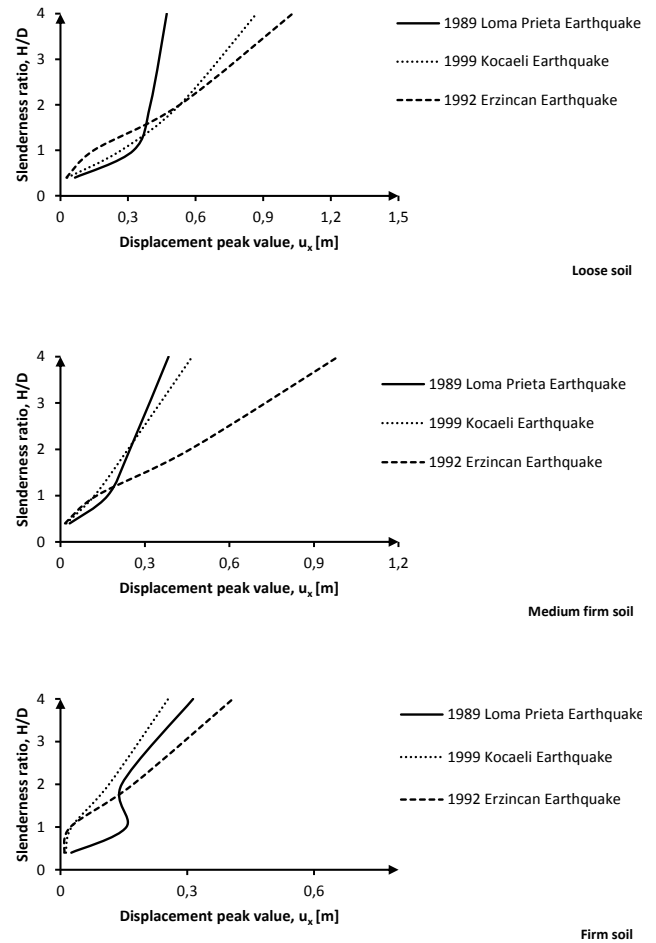 4
3
2
1
0
Slenderness ratio, H/D
0 0,3 0,6 0,9 1,2 1,5
Displacement peak value, uₓ [m]
1989 Loma Prieta Earthquake
1999 Kocaeli Earthquake
1992 Erzincan Earthquake
Loose soil
4
3
2
1
0
Slenderness ratio, H/D
0 0,3 0,6 0,9 1,2
Displacement peak value, uₓ [m]
1989 Loma Prieta Earthquake
1999 Kocaeli Earthquake
1992 Erzincan Earthquake
Medium firm soil
4
3
2
1
0
Slenderness ratio, H/D
0 0,3 0,6
Displacement peak value, uₓ [m]
1989 Loma Prieta Earthquake
1999 Kocaeli Earthquake
1992 Erzincan Earthquake
Firm soil